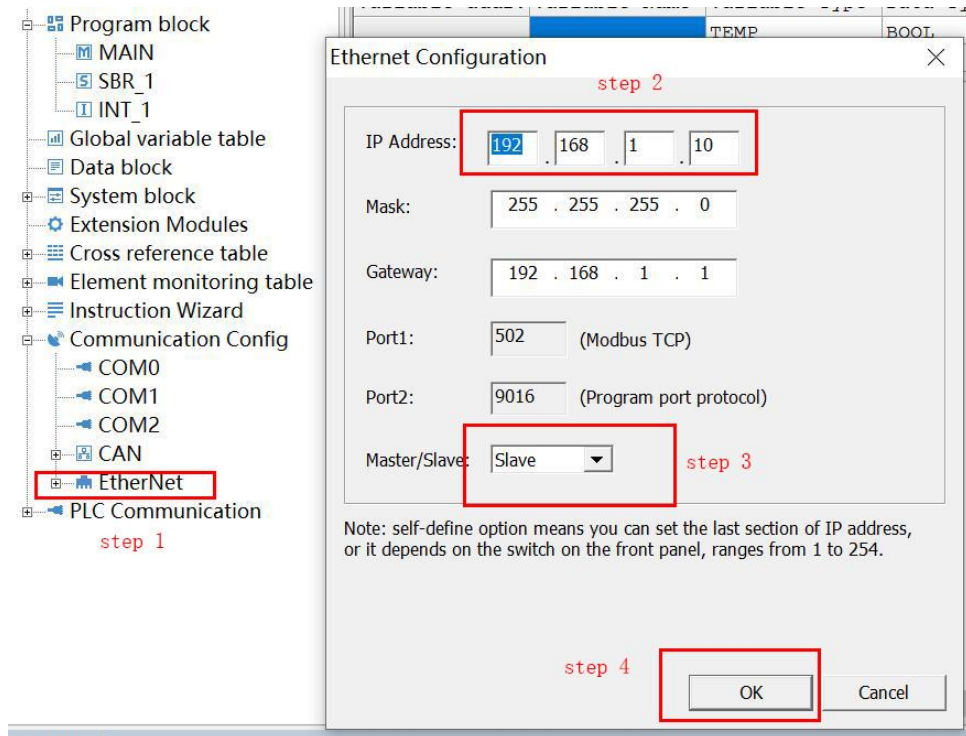 Program block
MAIN
SBR_1
INT_1
Global variable table
Data block
System block
Extension Modules
Cross reference table
Element monitoring table
Instruction Wizard
Communication Config
COM0
COM1
COM2
CAN
EtherNet
PLC Communication
step 1
TEMP BOOL
Ethernet Configuration
step 2
IP Address: 192 . 168 . 1 . 10
Mask: 255 . 255 . 255 . 0
Gateway: 192 . 168 . 1 . 1
Port1: 502 (Modbus TCP)
Port2: 9016 (Program port protocol)
Master/Slave: Slave
step 3
Note: self-define option means you can set the last section of IP address,
or it depends on the switch on the front panel, ranges from 1 to 254.
step 4
OK Cancel